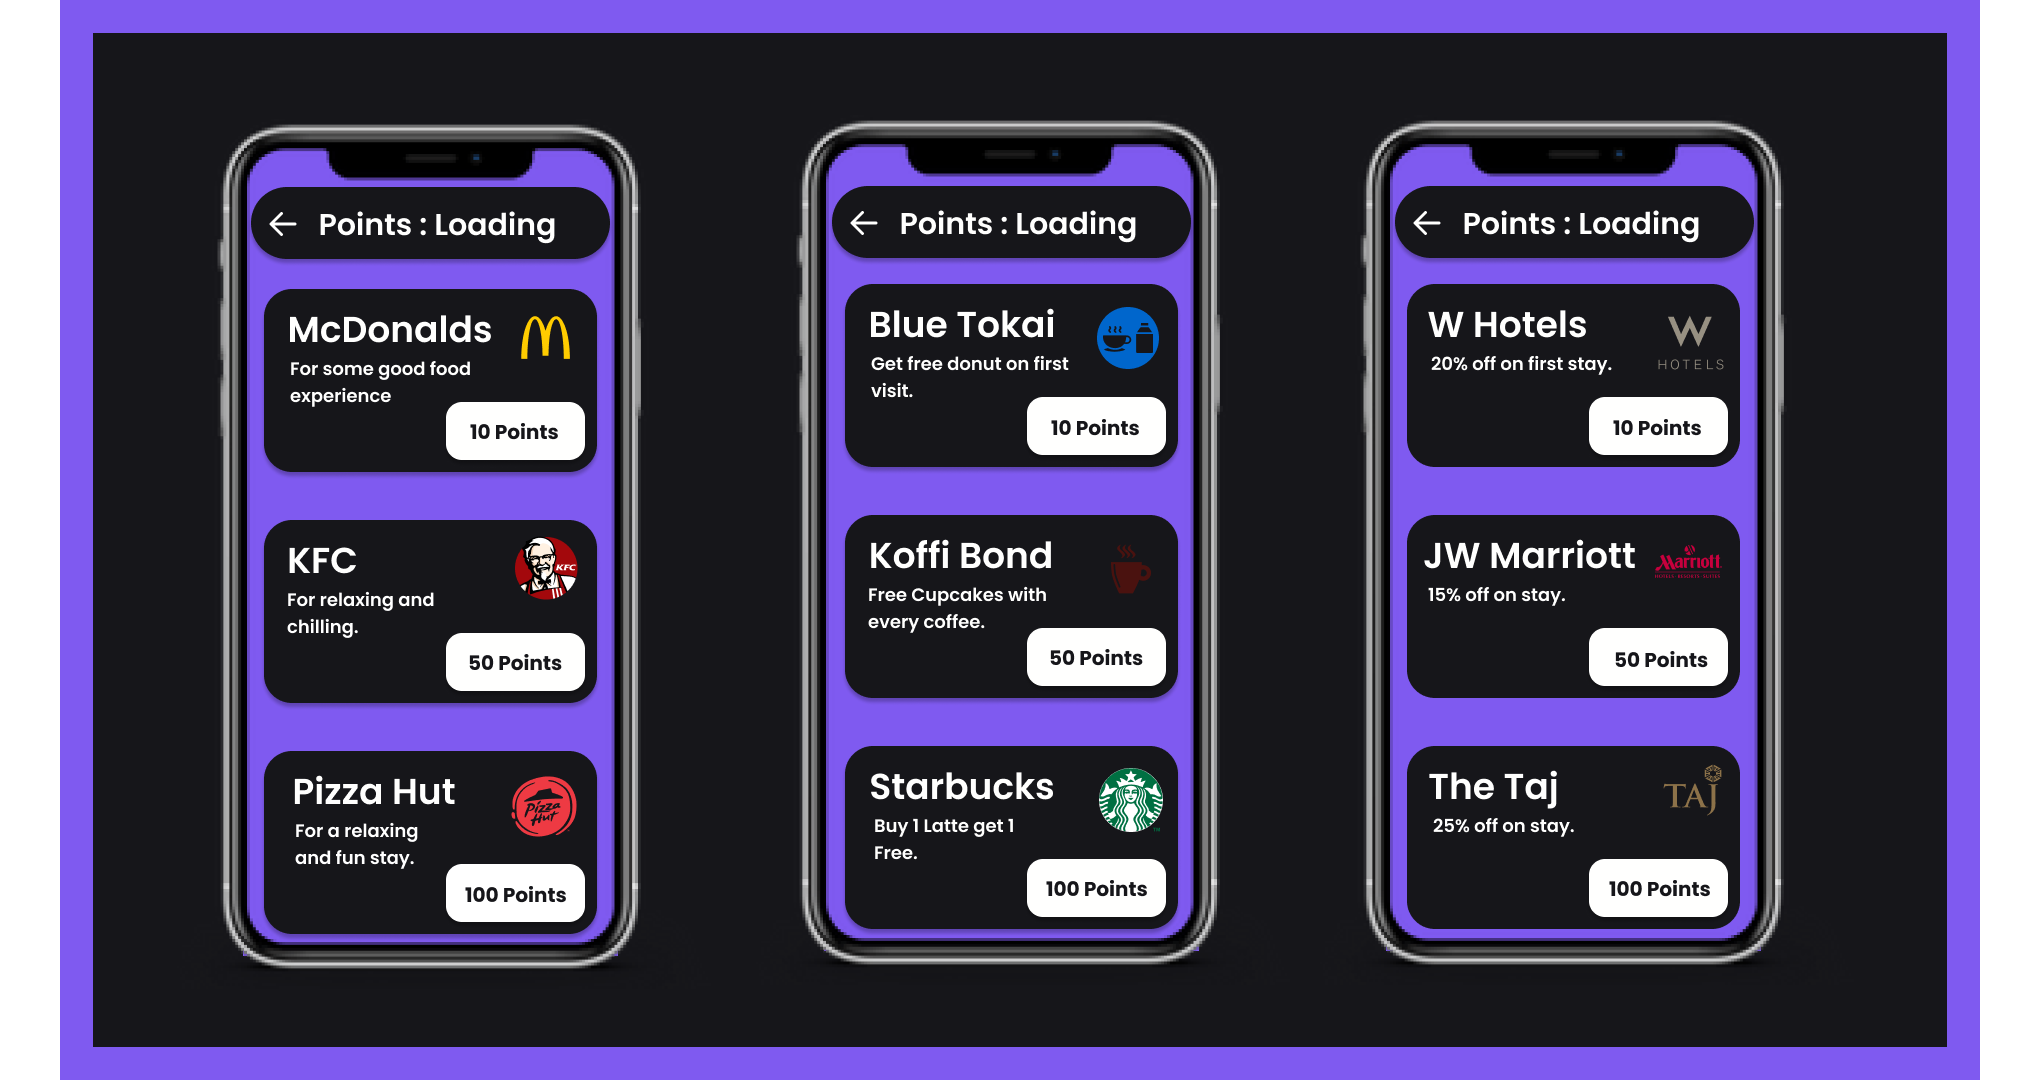 Points : Loading
McDonalds
For some good food
experience
10 Points
KFC
For relaxing and
chilling.
KFC
50 Points
Pizza Hut
For a relaxing
and fun stay.
Pizza
Hut
100 Points
Points : Loading
Blue Tokai
Get free donut on first
visit.
10 Points
Koffi Bond
Free Cupcakes with
every coffee.
50 Points
Starbucks
Buy 1 Latte get 1
Free.
TM
100 Points
Points : Loading
W Hotels
20% off on first stay.
W
HOTELS
10 Points
JW Marriott
15% off on stay.
Marriott
HOTELS RESORTS SUITES
50 Points
The Taj
25% off on stay.
TAJ
100 Points